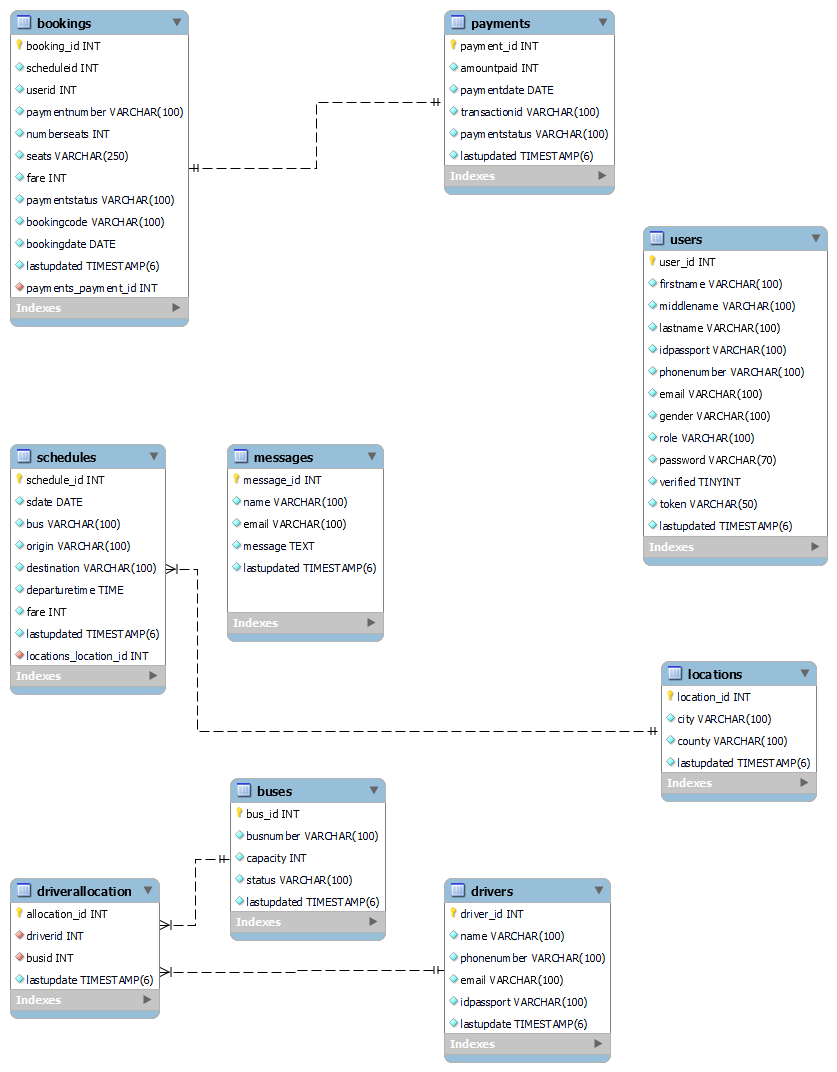 bookings
booking_id INT
scheduleid INT
userid INT
paymentnumber VARCHAR(100)
numberseats INT
seats VARCHAR(250)
fare INT
paymentstatus VARCHAR(100)
bookingcode VARCHAR(100)
bookingdate DATE
lastupdated TIMESTAMP(6)
payments_payment_id INT
Indexes
payments
payment_id INT
amountpaid INT
paymentdate DATE
transactionid VARCHAR(100)
paymentstatus VARCHAR(100)
lastupdated TIMESTAMP(6)
Indexes
users
user_id INT
firstname VARCHAR(100)
middlename VARCHAR(100)
lastname VARCHAR(100)
idpassport VARCHAR(100)
phonenumber VARCHAR(100)
email VARCHAR(100)
gender VARCHAR(100)
role VARCHAR(100)
password VARCHAR(70)
verified TINYINT
token VARCHAR(50)
lastupdated TIMESTAMP(6)
Indexes
schedules
schedule_id INT
sdate DATE
bus VARCHAR(100)
origin VARCHAR(100)
destination VARCHAR(100)
departuretime TIME
fare INT
lastupdated TIMESTAMP(6)
locations_location_id INT
Indexes
messages
message_id INT
name VARCHAR(100)
email VARCHAR(100)
message TEXT
lastupdated TIMESTAMP(6)
Indexes
locations
location_id INT
city VARCHAR(100)
county VARCHAR(100)
lastupdated TIMESTAMP(6)
Indexes
buses
bus_id INT
busnumber VARCHAR(100)
capacity INT
status VARCHAR(100)
lastupdated TIMESTAMP(6)
Indexes
driverallocation
allocation_id INT
driverid INT
busid INT
lastupdate TIMESTAMP(6)
Indexes
drivers
driver_id INT
name VARCHAR(100)
phonenumber VARCHAR(100)
email VARCHAR(100)
idpassport VARCHAR(100)
lastupdate TIMESTAMP(6)
Indexes